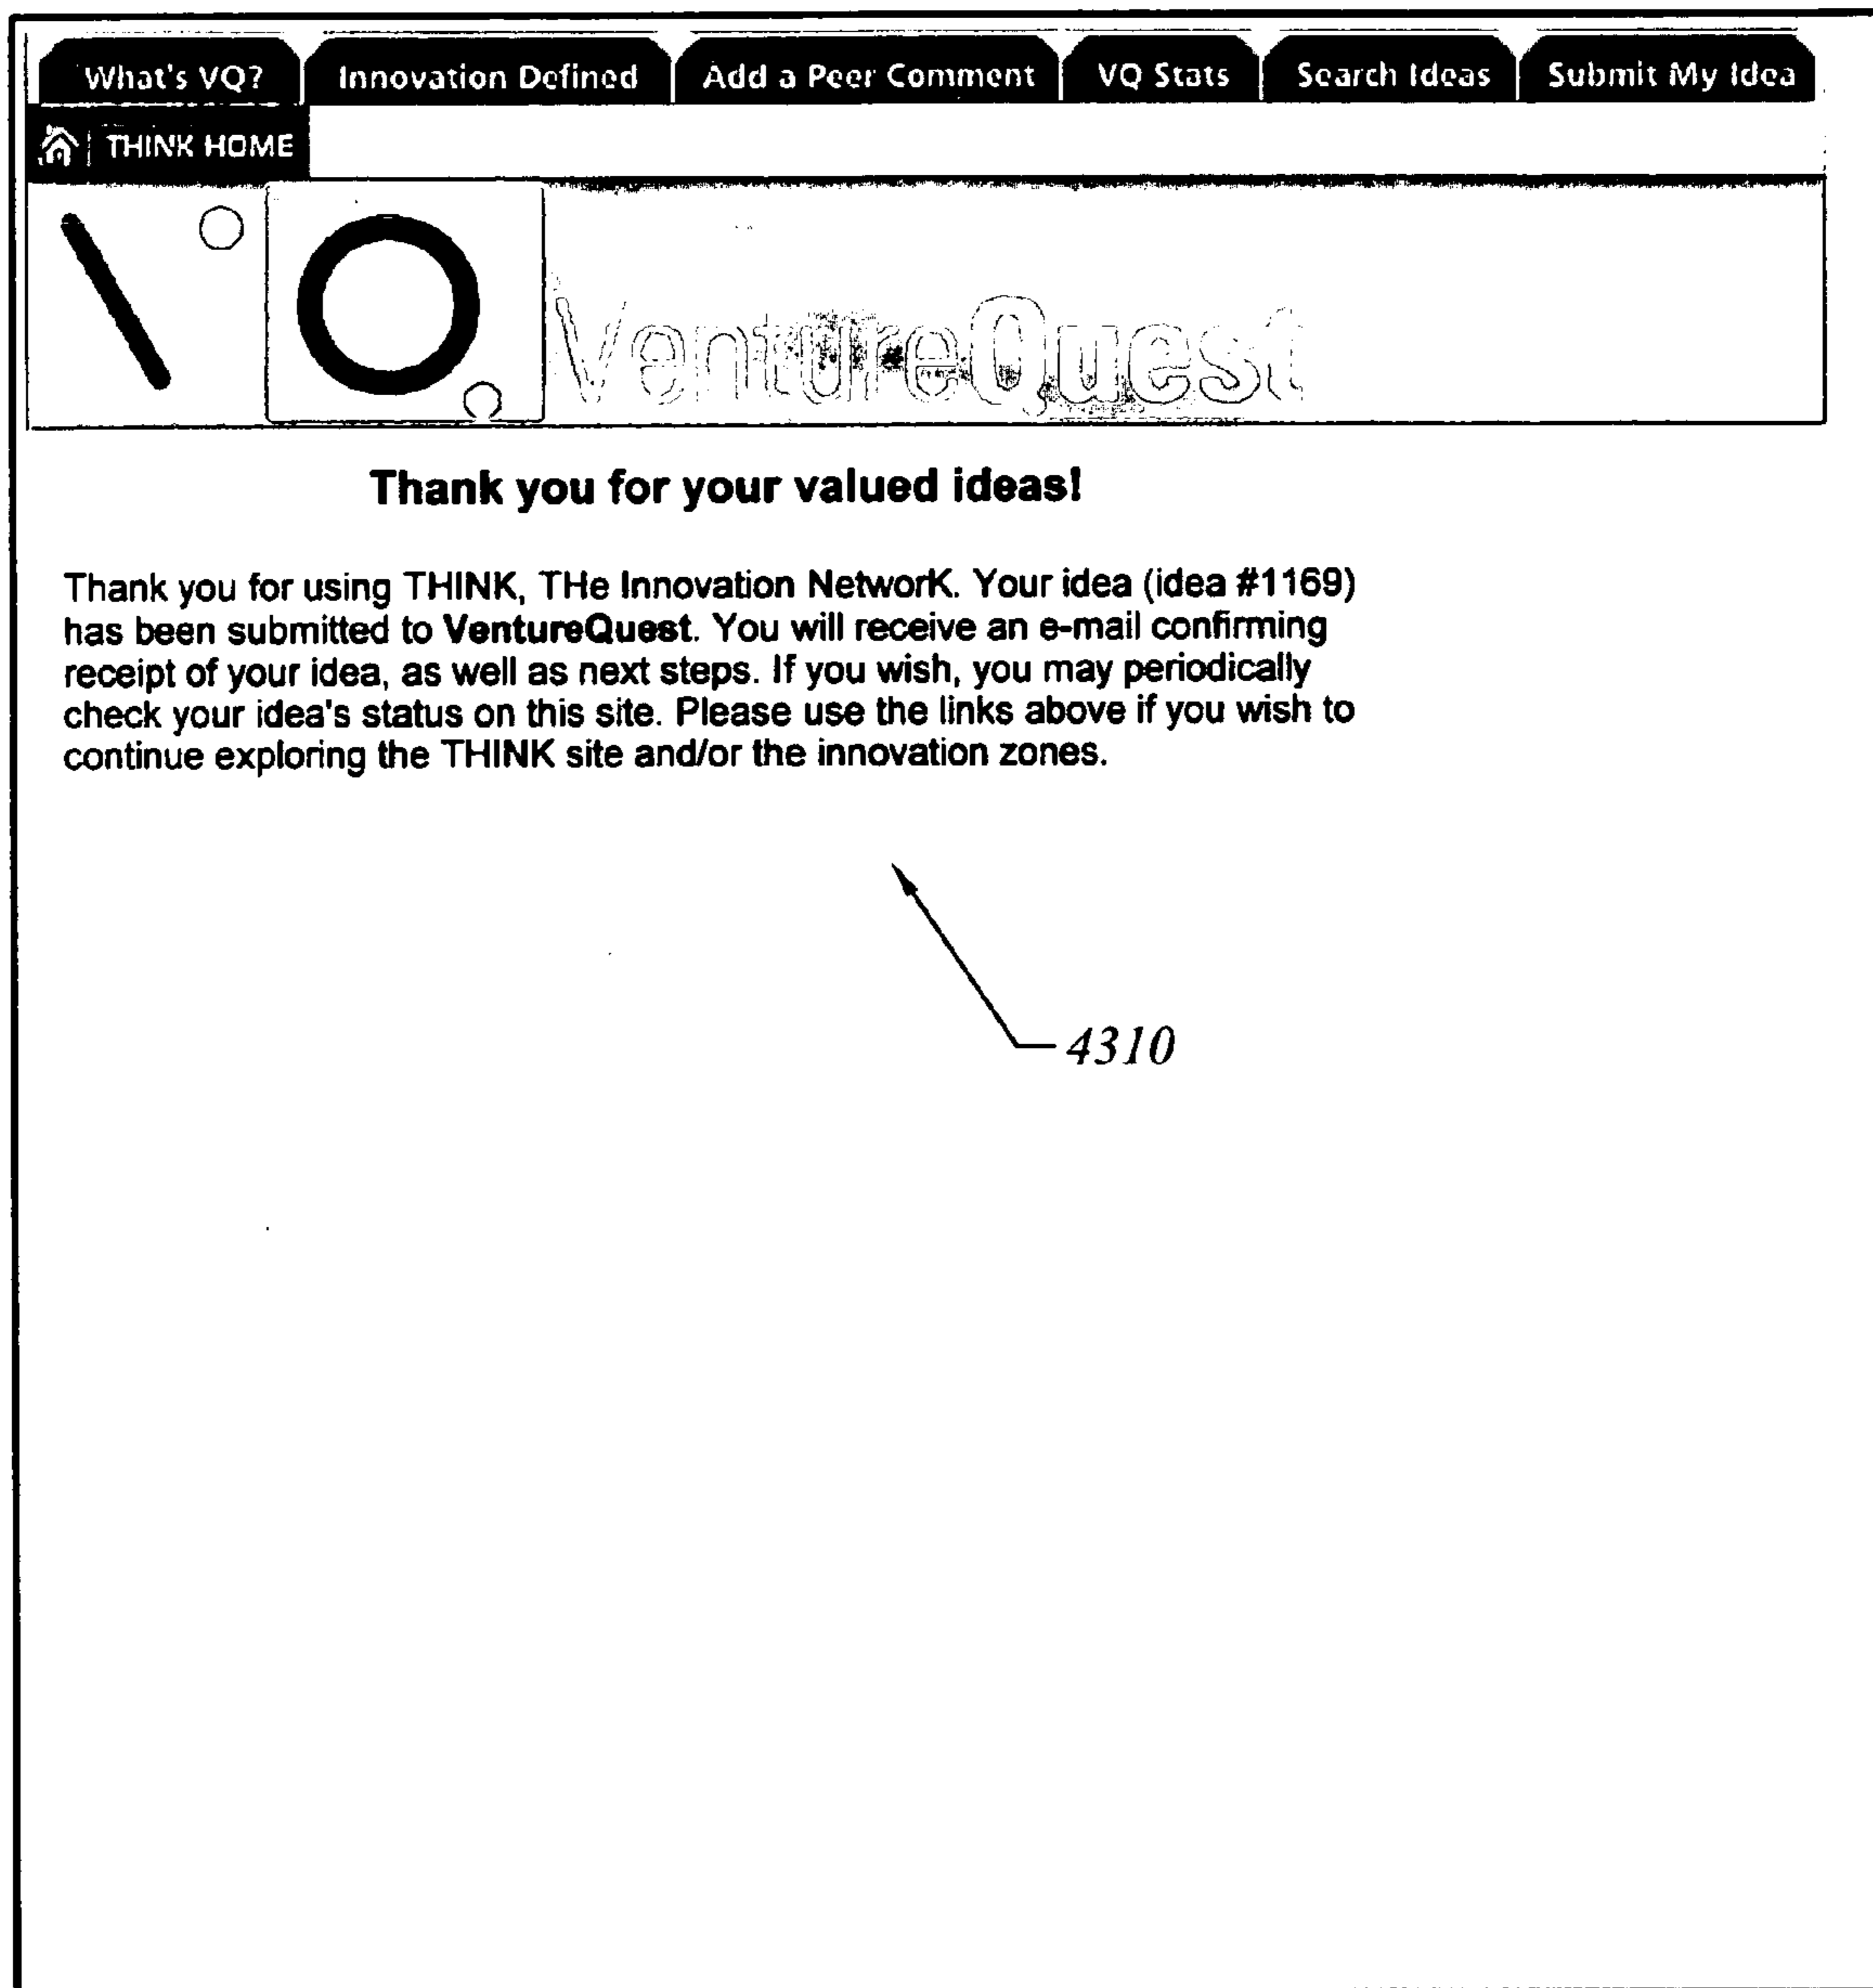 What's VQ? Innovation Defined Add a Peer Comment VQ Stats Search Ideas Submit My Idea
THINK HOME
VentureQuest
Thank you for your valued ideas!
Thank you for using THINK, THe Innovation NetworK. Your idea (idea #1169)
has been submitted to VentureQuest. You will receive an e-mail confirming
receipt of your idea, as well as next steps. If you wish, you may periodically
check your idea's status on this site. Please use the links above if you wish to
continue exploring the THINK site and/or the innovation zones.
4310